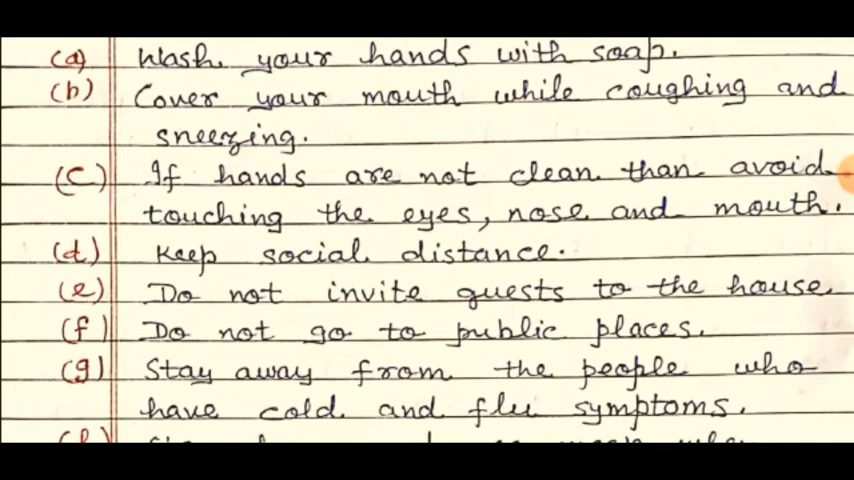 (a) Wash your hands with soap.
(b) Cover your mouth while coughing and
sneezing.
(c) If hands are not clean than avoid
touching the eyes, nose and mouth.
(d) Keep social distance.
(e) Do not invite guests to the house.
(f) Do not go to public places.
(g) Stay away from the people who
have cold and flu symptoms.